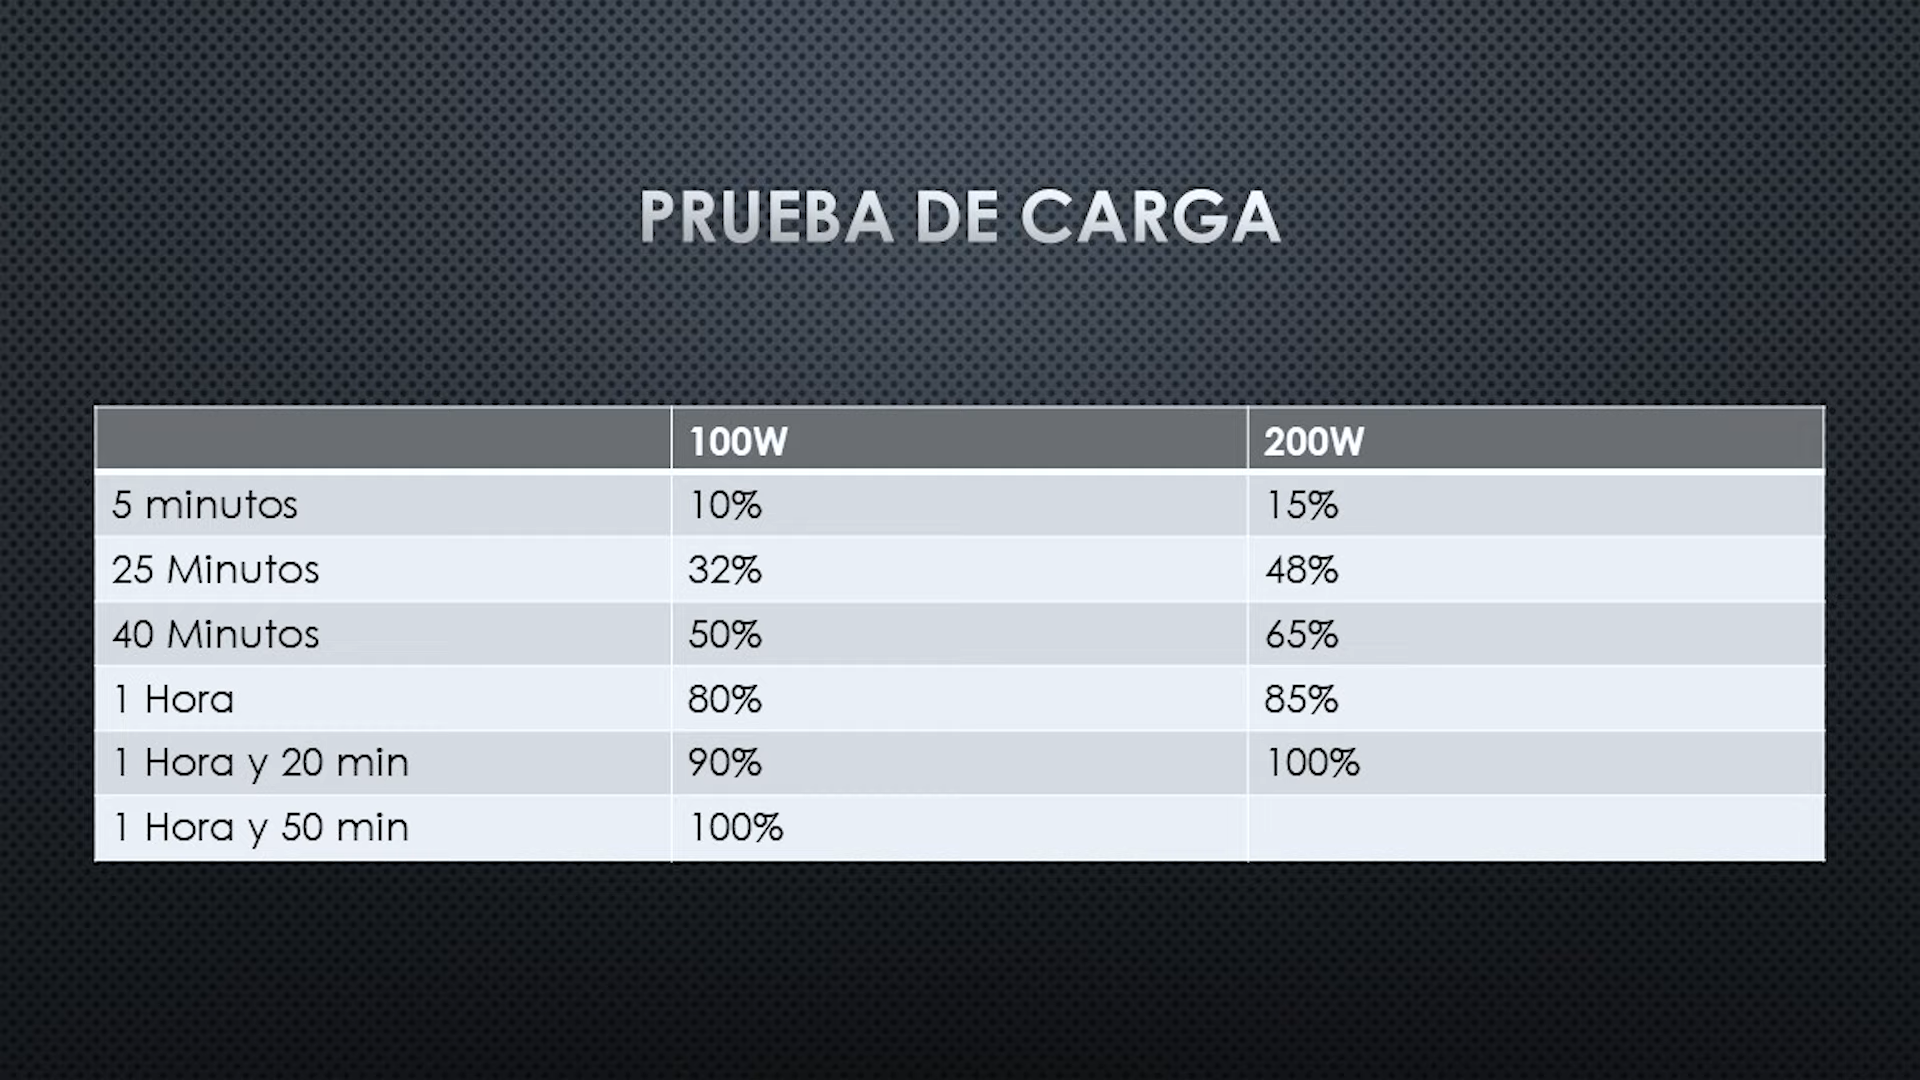 PRUEBA DE CARGA
100W 200W
5 minutos 10% 15%
25 Minutos 32% 48%
40 Minutos 50% 65%
1 Hora 80% 85%
1 Hora y 20 min 90% 100%
1 Hora y 50 min 100%